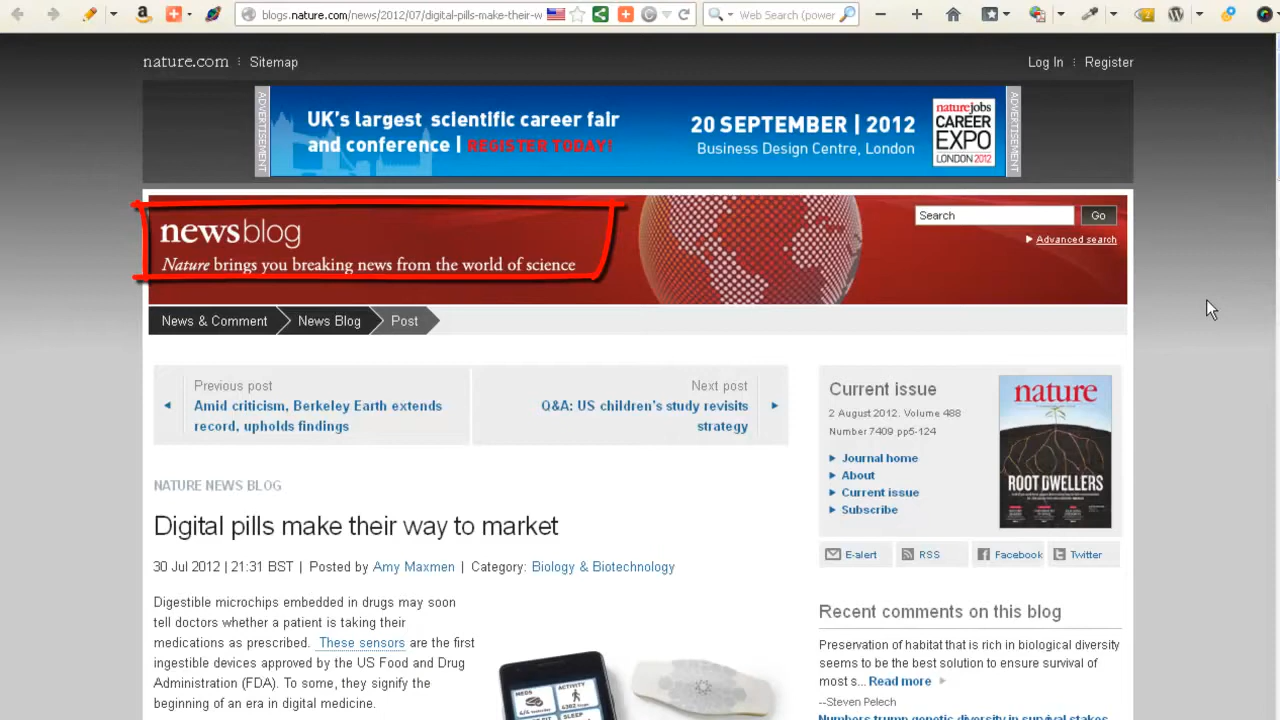 blogs.nature.com/news/2012/07/digital-pills-make-their-w
Web Search (power
nature.com
Sitemap
Log In
Register
ADVERTISEMENT
UK's largest scientific career fair
and conference | REGISTER TODAY!
20 SEPTEMBER | 2012
Business Design Centre, London
naturejobs
CAREER
EXPO
LONDON 2012
ADVERTISEMENT
newsblog
Nature brings you breaking news from the world of science
Search
Go
Advanced search
News & Comment
News Blog
Post
Previous post
Amid criticism, Berkeley Earth extends
record, upholds findings
Next post
Q&A: US children's study revisits
strategy
Current issue
2 August 2012. Volume 488
Number 7409 pp5-124
Journal home
About
Current issue
Subscribe
nature
ROOT DWELLERS
E-alert
RSS
Facebook
Twitter
NATURE NEWS BLOG
Digital pills make their way to market
30 Jul 2012 | 21:31 BST | Posted by Amy Maxmen | Category: Biology & Biotechnology
Digestible microchips embedded in drugs may soon
tell doctors whether a patient is taking their
medications as prescribed. These sensors are the first
ingestible devices approved by the US Food and Drug
Administration (FDA). To some, they signify the
beginning of an era in digital medicine.
MEDS
ACTIVITY
SLEEP
Recent comments on this blog
Preservation of habitat that is rich in biological diversity
seems to be the best solution to ensure survival of
most s... Read more
--Steven Pelech
Numbers trump genetic diversity in survival stakes